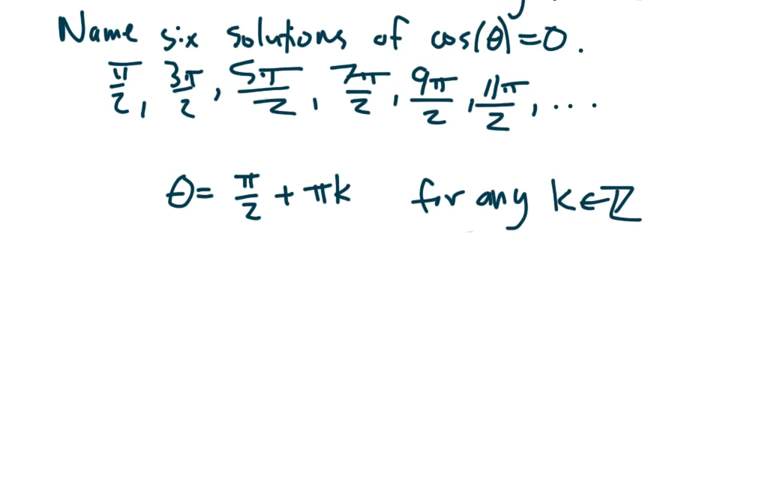 Name six solutions of cos(θ)=0.
π/2, 3π/2, 5π/2, 7π/2, 9π/2, 11π/2, ...
θ= π/2 + πk for any k∈ℤ